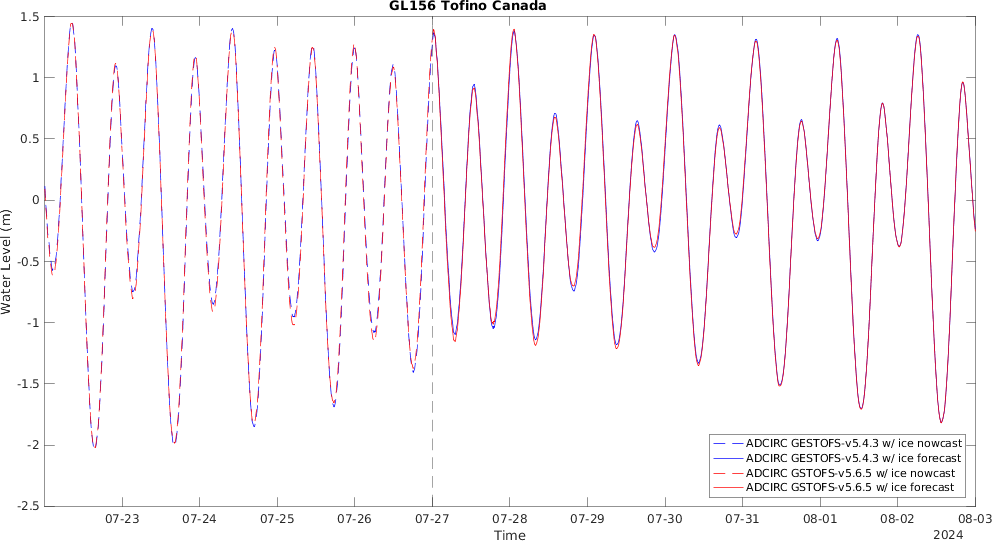 GL156 Tofino Canada
1.5
1
0.5
0
-0.5
-1
-1.5
-2
-2.5
Water Level (m)
ADCIRC GESTOFS-v5.4.3 w/ ice nowcast
ADCIRC GESTOFS-v5.4.3 w/ ice forecast
ADCIRC GSTOFS-v5.6.5 w/ ice nowcast
ADCIRC GSTOFS-v5.6.5 w/ ice forecast
07-23 07-24 07-25 07-26 07-27 07-28 07-29 07-30 07-31 08-01 08-02 08-03
Time
2024